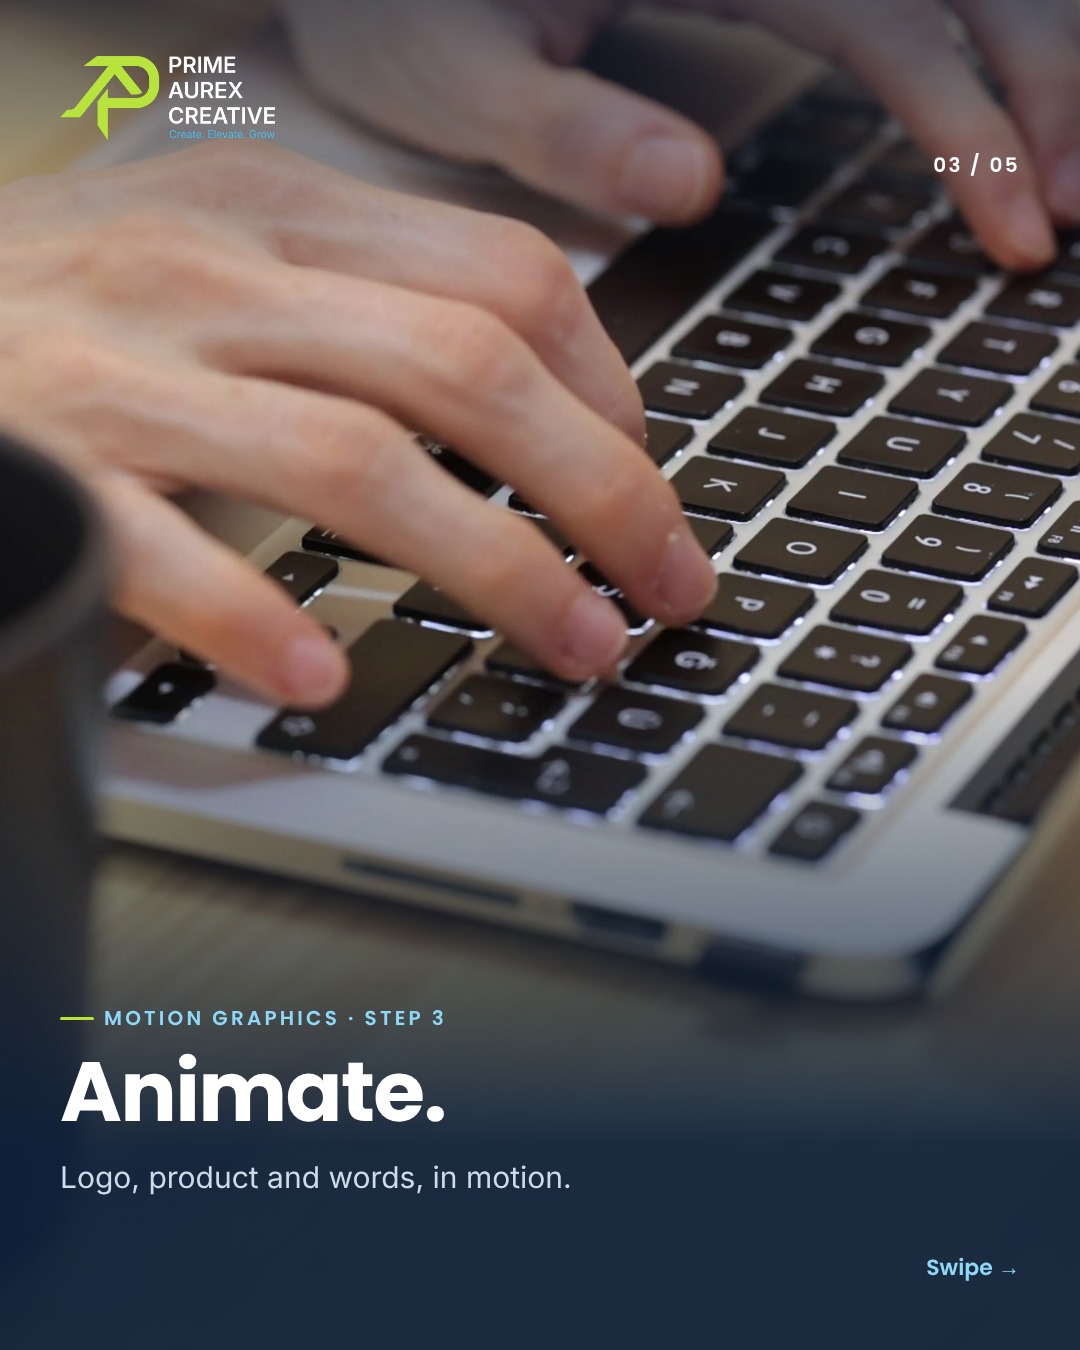 PRIME
AUREX
CREATIVE
Create. Elevate. Grow
03 / 05
MOTION GRAPHICS · STEP 3
Animate.
Logo, product and words, in motion.
Swipe →